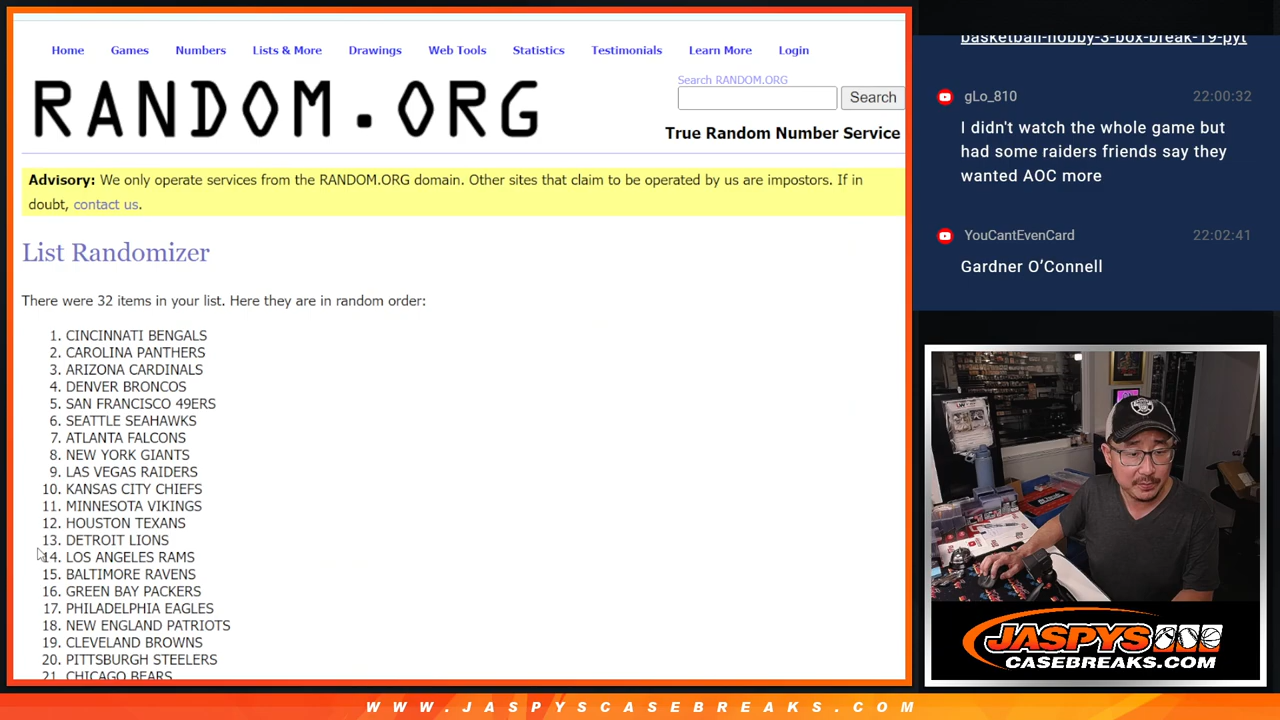 Home Games Numbers Lists & More Drawings Web Tools Statistics Testimonials Learn More Login
RANDOM.ORG
Search RANDOM.ORG
Search
True Random Number Service
Advisory: We only operate services from the RANDOM.ORG domain. Other sites that claim to be operated by us are impostors. If in
doubt, contact us.
List Randomizer
There were 32 items in your list. Here they are in random order:
1. CINCINNATI BENGALS
2. CAROLINA PANTHERS
3. ARIZONA CARDINALS
4. DENVER BRONCOS
5. SAN FRANCISCO 49ERS
6. SEATTLE SEAHAWKS
7. ATLANTA FALCONS
8. NEW YORK GIANTS
9. LAS VEGAS RAIDERS
10. KANSAS CITY CHIEFS
11. MINNESOTA VIKINGS
12. HOUSTON TEXANS
13. DETROIT LIONS
14. LOS ANGELES RAMS
15. BALTIMORE RAVENS
16. GREEN BAY PACKERS
17. PHILADELPHIA EAGLES
18. NEW ENGLAND PATRIOTS
19. CLEVELAND BROWNS
20. PITTSBURGH STEELERS
21. CHICAGO BEARS
basketball-hobby-3-box-break-19-pyt
gLo_810 22:00:32
I didn't watch the whole game but
had some raiders friends say they
wanted AOC more
YouCantEvenCard 22:02:41
Gardner O’Connell
JASPYS
CASEBREAKS.COM
WWW.JASPYSCASEBREAKS.COM